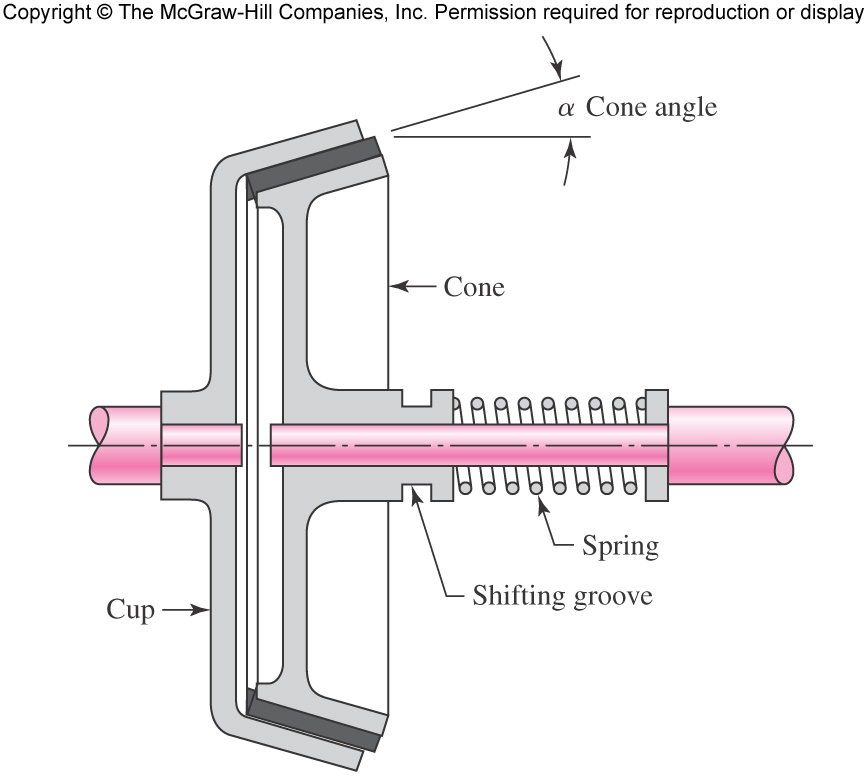 Copyright © The McGraw-Hill Companies, Inc. Permission required for reproduction or display
α Cone angle
Cone
Spring
Shifting groove
Cup